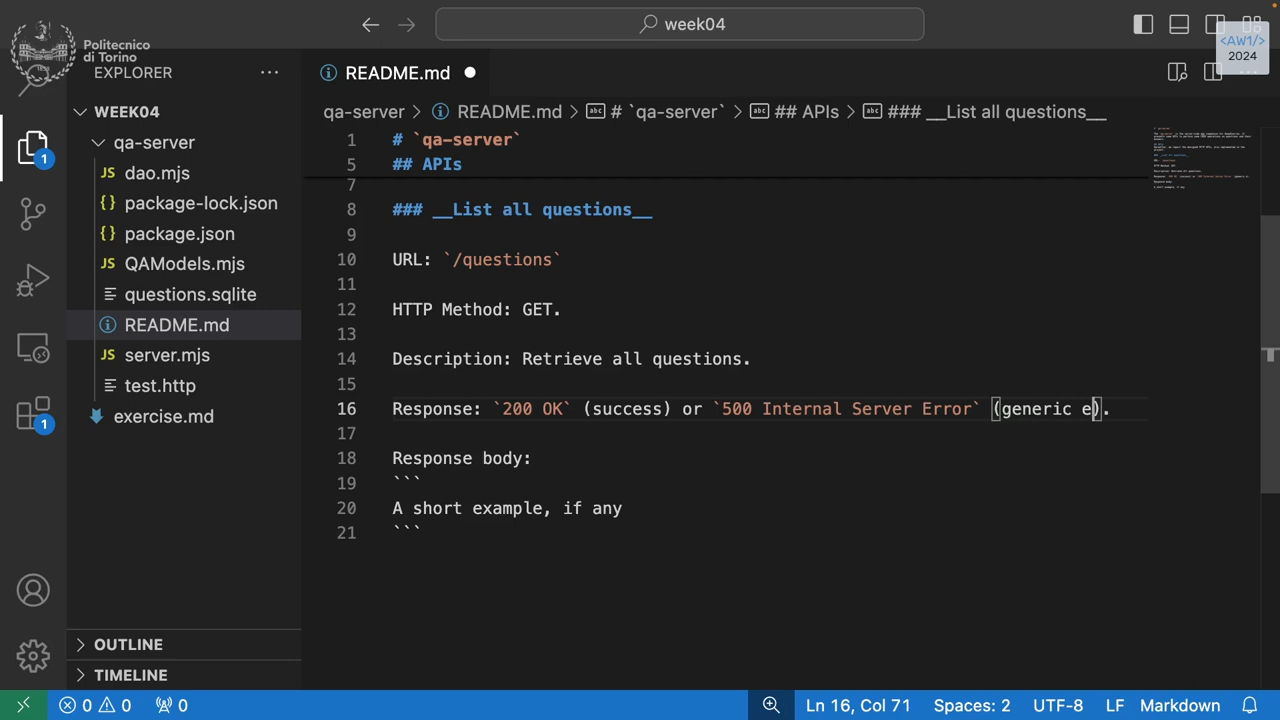 week04
Politecnico
di Torino
<AW1/>
2024
EXPLORER
README.md
WEEK04
qa-server
dao.mjs
package-lock.json
package.json
QAModels.mjs
questions.sqlite
README.md
server.mjs
test.http
exercise.md
OUTLINE
TIMELINE
1
1
qa-server > README.md > # `qa-server` > ## APIs > ### __List all questions__
1 # `qa-server`
5 ## APIs
7
8 ### __List all questions__
9
10 URL: `/questions`
11
12 HTTP Method: GET.
13
14 Description: Retrieve all questions.
15
16 Response: `200 OK` (success) or `500 Internal Server Error` (generic e).
17
18 Response body:
19 ```
20 A short example, if any
21 ```
0 0 0
Ln 16, Col 71 Spaces: 2 UTF-8 LF Markdown